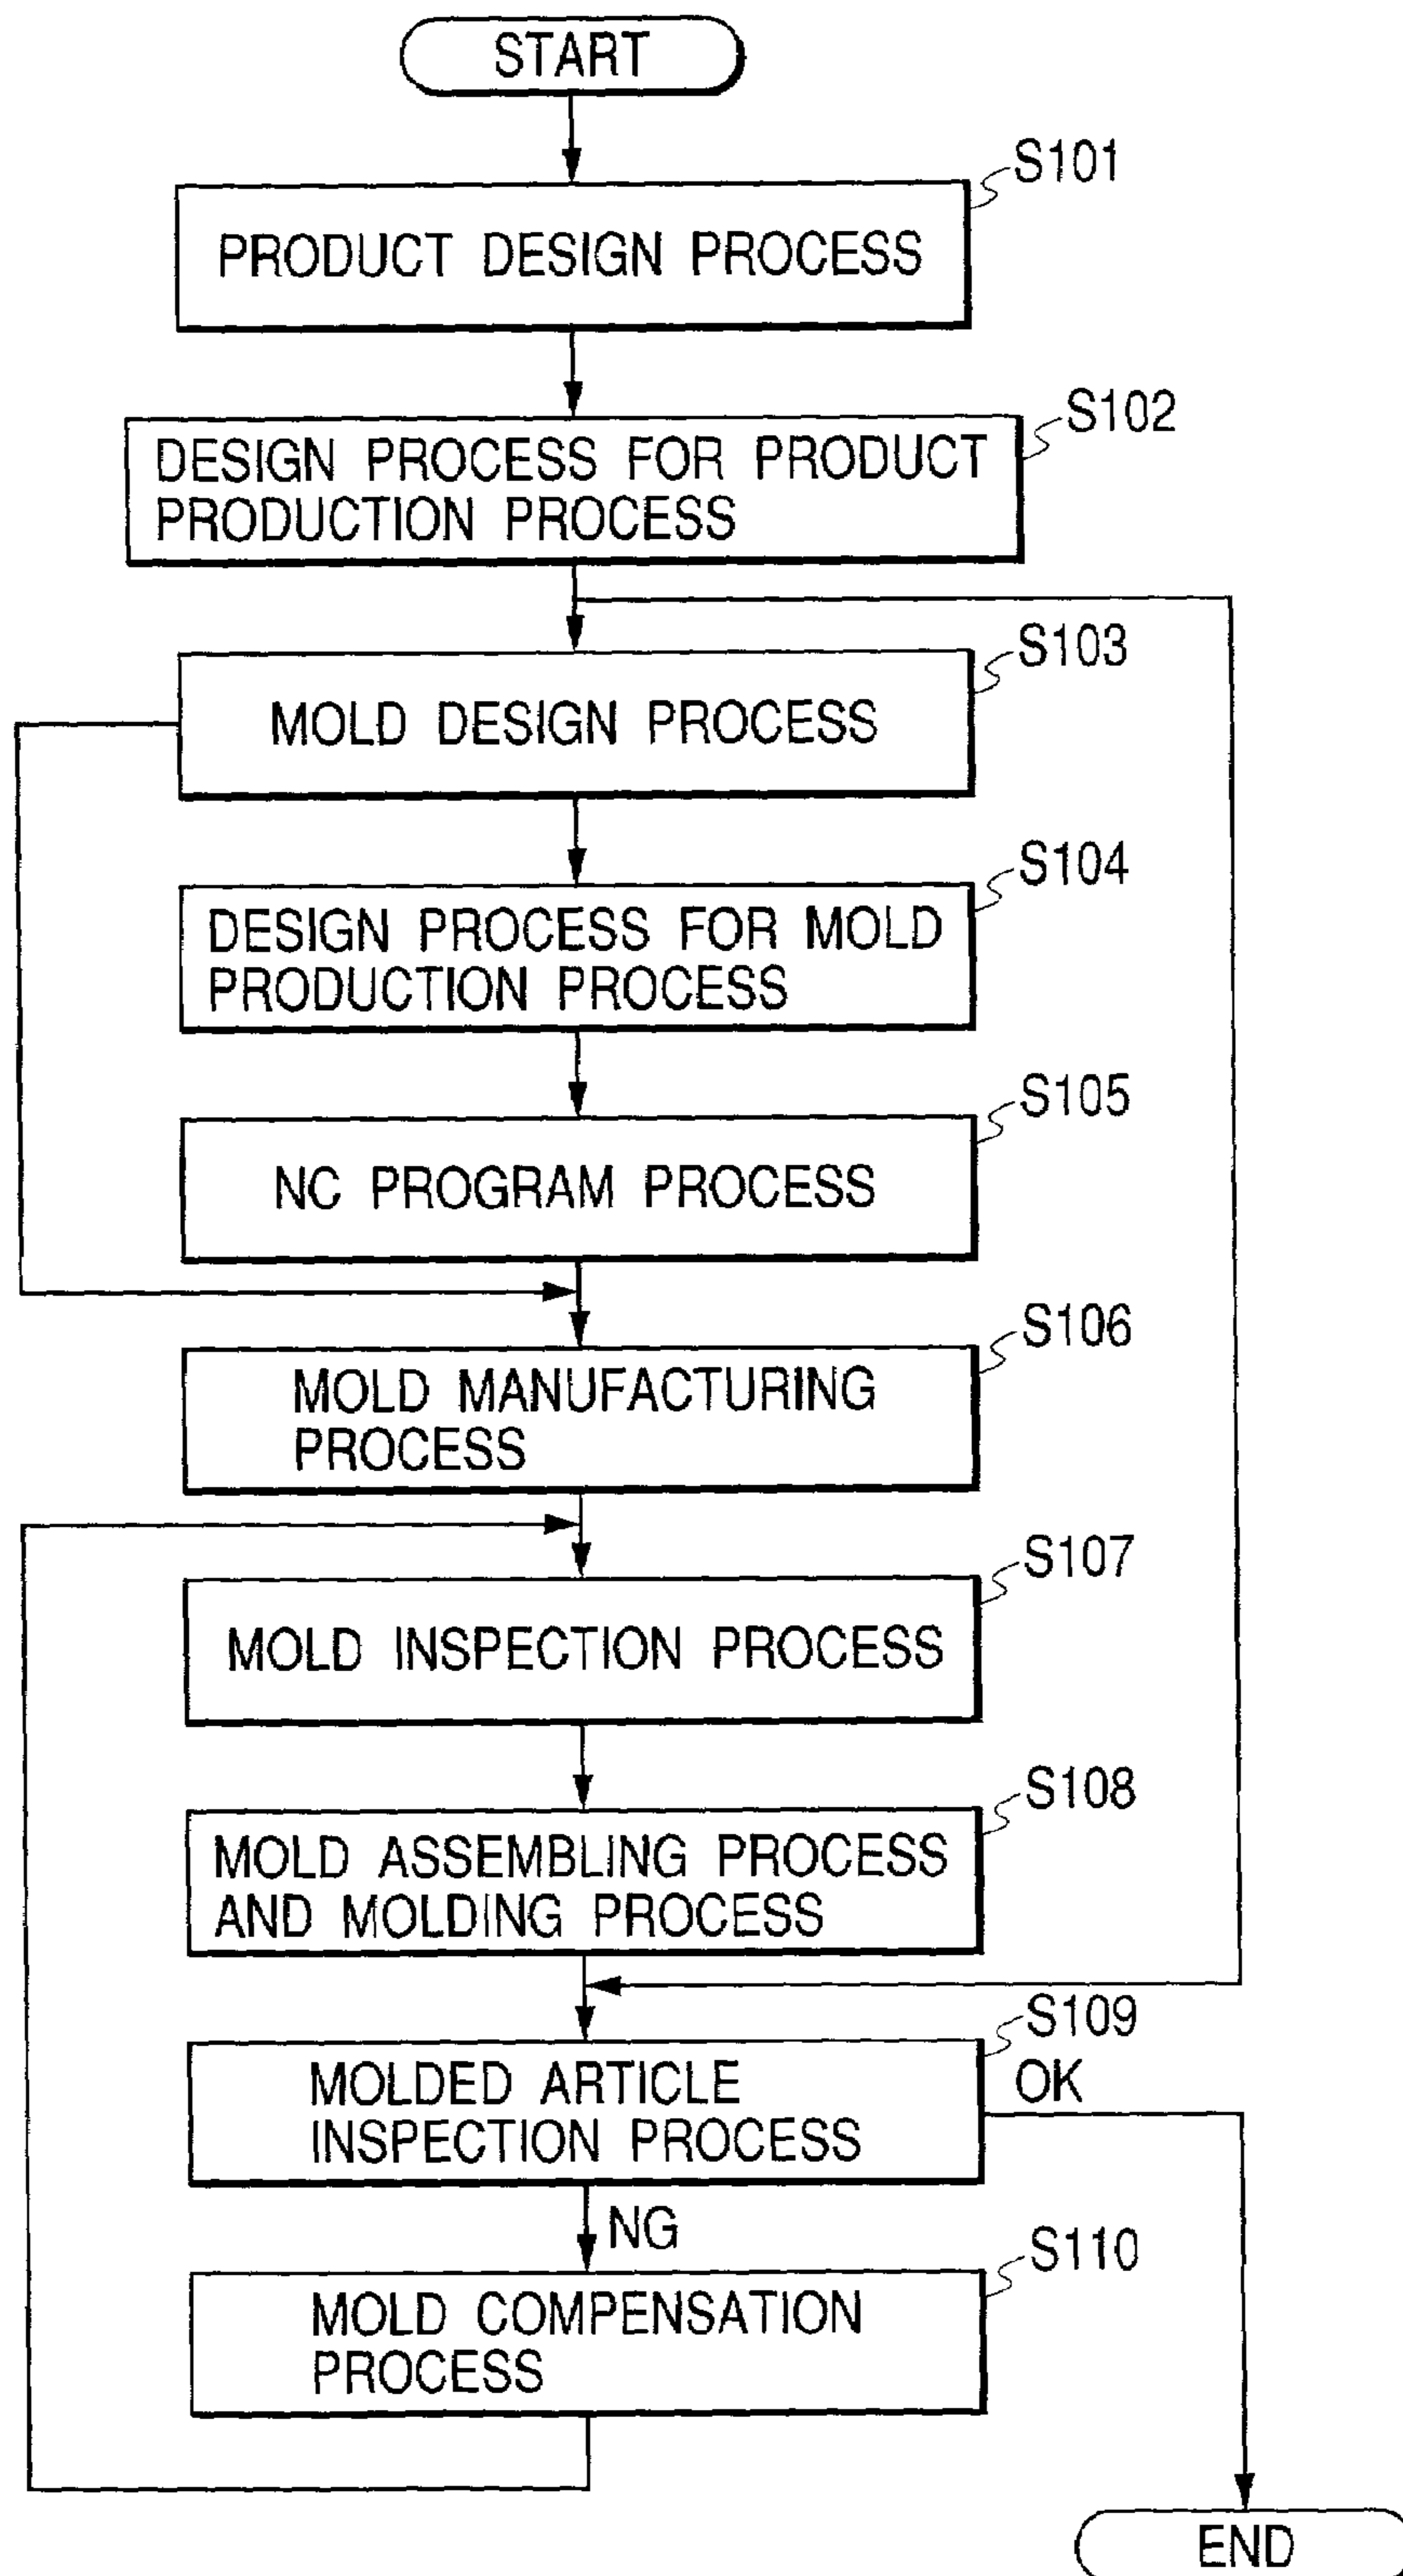 START
S101
PRODUCT DESIGN PROCESS
S102
DESIGN PROCESS FOR PRODUCT
PRODUCTION PROCESS
S103
MOLD DESIGN PROCESS
S104
DESIGN PROCESS FOR MOLD
PRODUCTION PROCESS
S105
NC PROGRAM PROCESS
S106
MOLD MANUFACTURING
PROCESS
S107
MOLD INSPECTION PROCESS
S108
MOLD ASSEMBLING PROCESS
AND MOLDING PROCESS
S109
MOLDED ARTICLE
INSPECTION PROCESS
OK
NG
S110
MOLD COMPENSATION
PROCESS
END